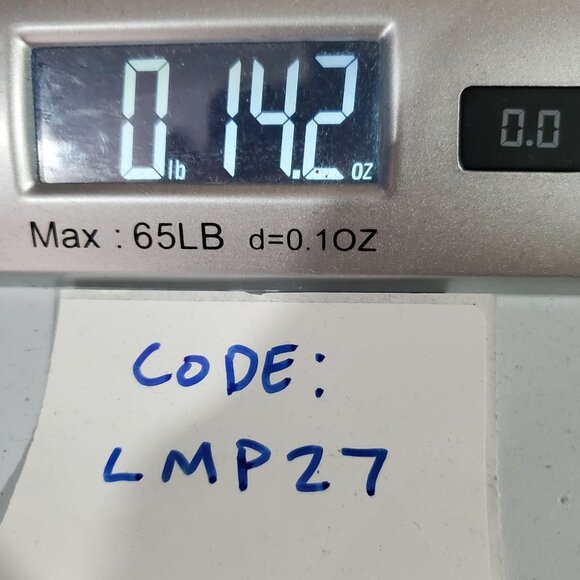 0 lb 14.2 oz
0.0
Max : 65LB d=0.1OZ
CODE:
LMP27